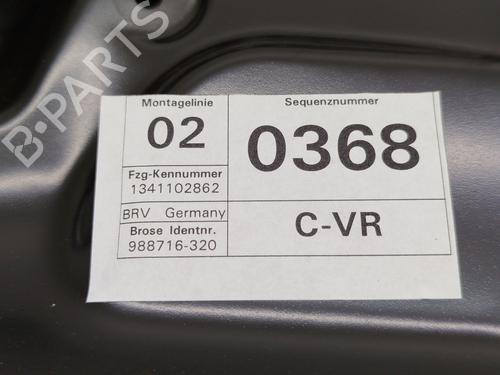 B-PARTS
Montagelinie
02
Fzg-Kennummer
1341102862
BRV Germany
Brose Identnr.
988716-320
Sequenznummer
0368
C-VR